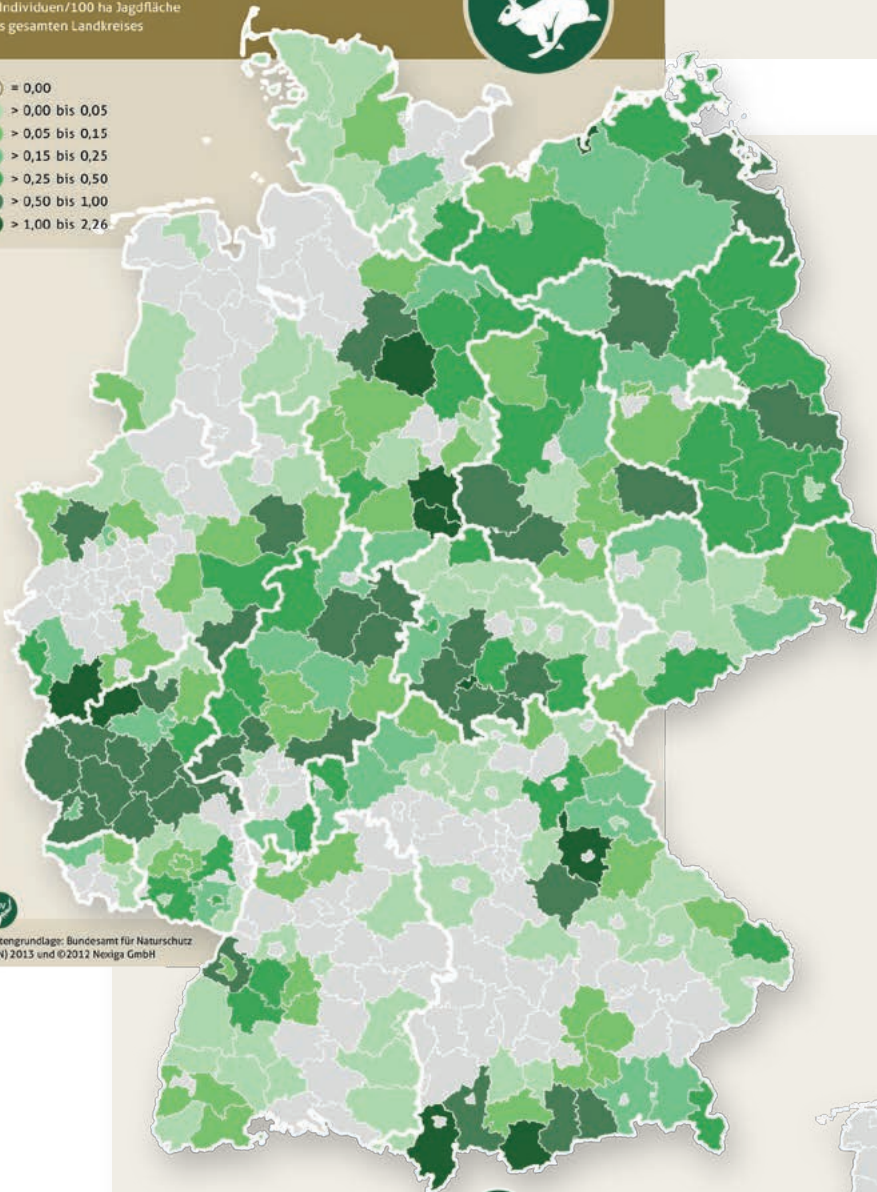 Individuen/100 ha Jagdfläche
s gesamten Landkreises
= 0,00
> 0,00 bis 0,05
> 0,05 bis 0,15
> 0,15 bis 0,25
> 0,25 bis 0,50
> 0,50 bis 1,00
> 1,00 bis 2,26
tengrundlage: Bundesamt für Naturschutz
N) 2013 und ©2012 Nexiga GmbH